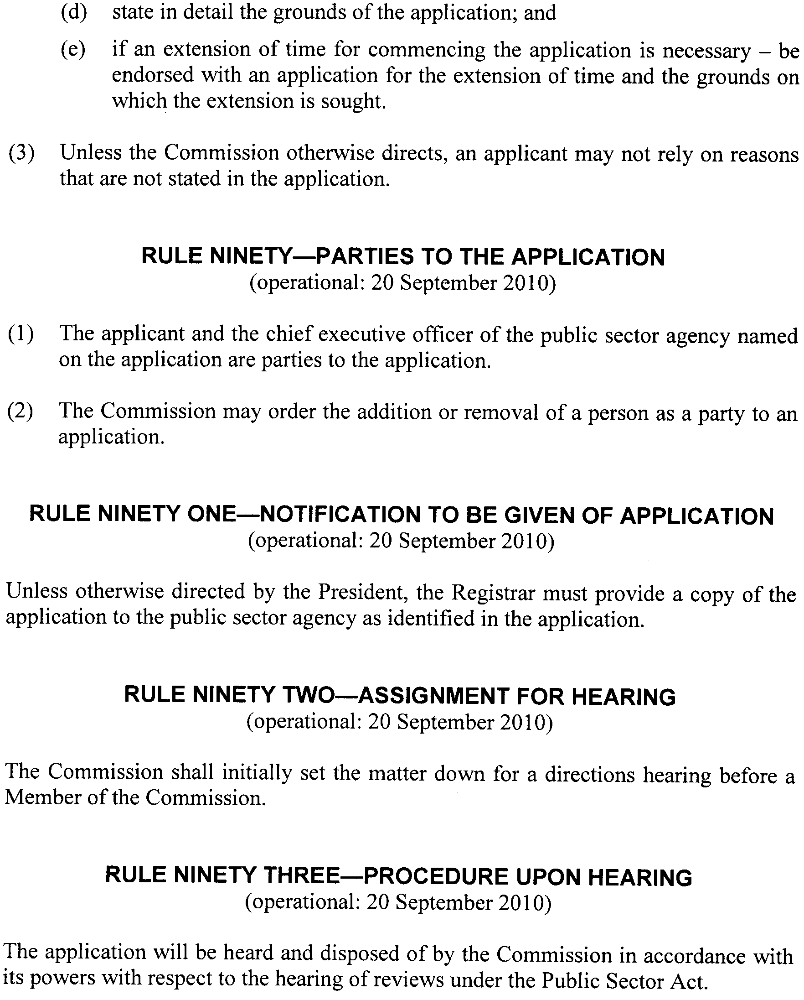 (d) state in detail the grounds of the application; and
(e) if an extension of time for commencing the application is necessary – be
endorsed with an application for the extension of time and the grounds on
which the extension is sought.
(3) Unless the Commission otherwise directs, an applicant may not rely on reasons
that are not stated in the application.
RULE NINETY—PARTIES TO THE APPLICATION
(operational: 20 September 2010)
(1) The applicant and the chief executive officer of the public sector agency named
on the application are parties to the application.
(2) The Commission may order the addition or removal of a person as a party to an
application.
RULE NINETY ONE—NOTIFICATION TO BE GIVEN OF APPLICATION
(operational: 20 September 2010)
Unless otherwise directed by the President, the Registrar must provide a copy of the
application to the public sector agency as identified in the application.
RULE NINETY TWO—ASSIGNMENT FOR HEARING
(operational: 20 September 2010)
The Commission shall initially set the matter down for a directions hearing before a
Member of the Commission.
RULE NINETY THREE—PROCEDURE UPON HEARING
(operational: 20 September 2010)
The application will be heard and disposed of by the Commission in accordance with
its powers with respect to the hearing of reviews under the Public Sector Act.